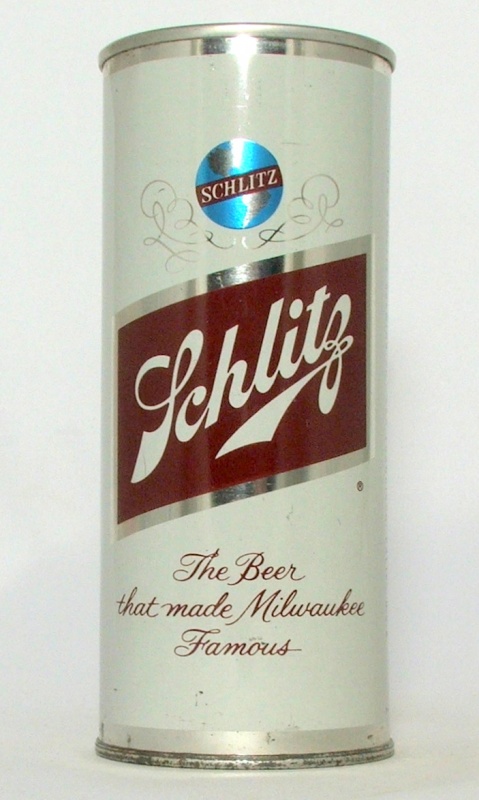 SCHLITZ
Schlitz
®
The Beer
that made Milwaukee
Famous